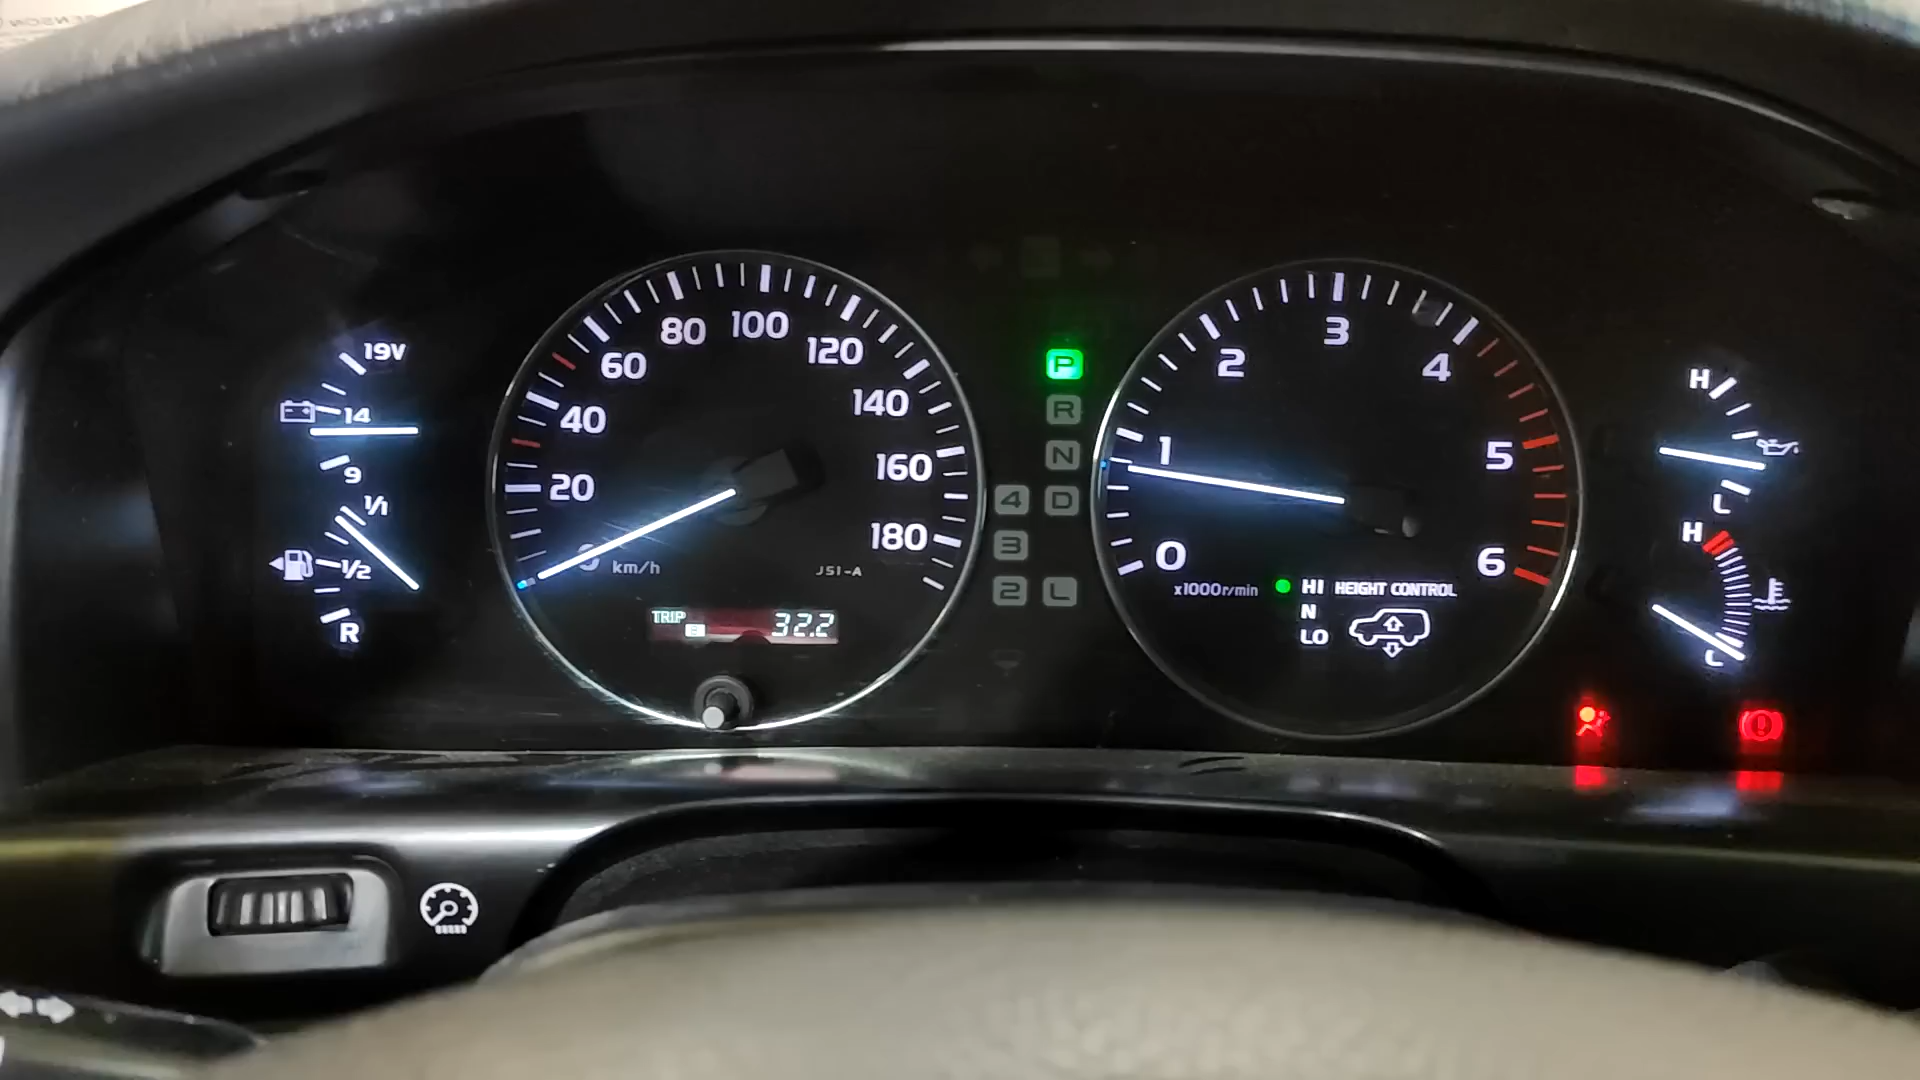 19V
14
9
1/1
1/2
R
0
20
40
60
80
100
120
140
160
180
km/h
JS1-A
TRIP
B
32.2
P
R
N
4 D
3
2 L
0
1
2
3
4
5
6
x1000r/min
HI HEIGHT CONTROL
N
LO
H
L
H
L